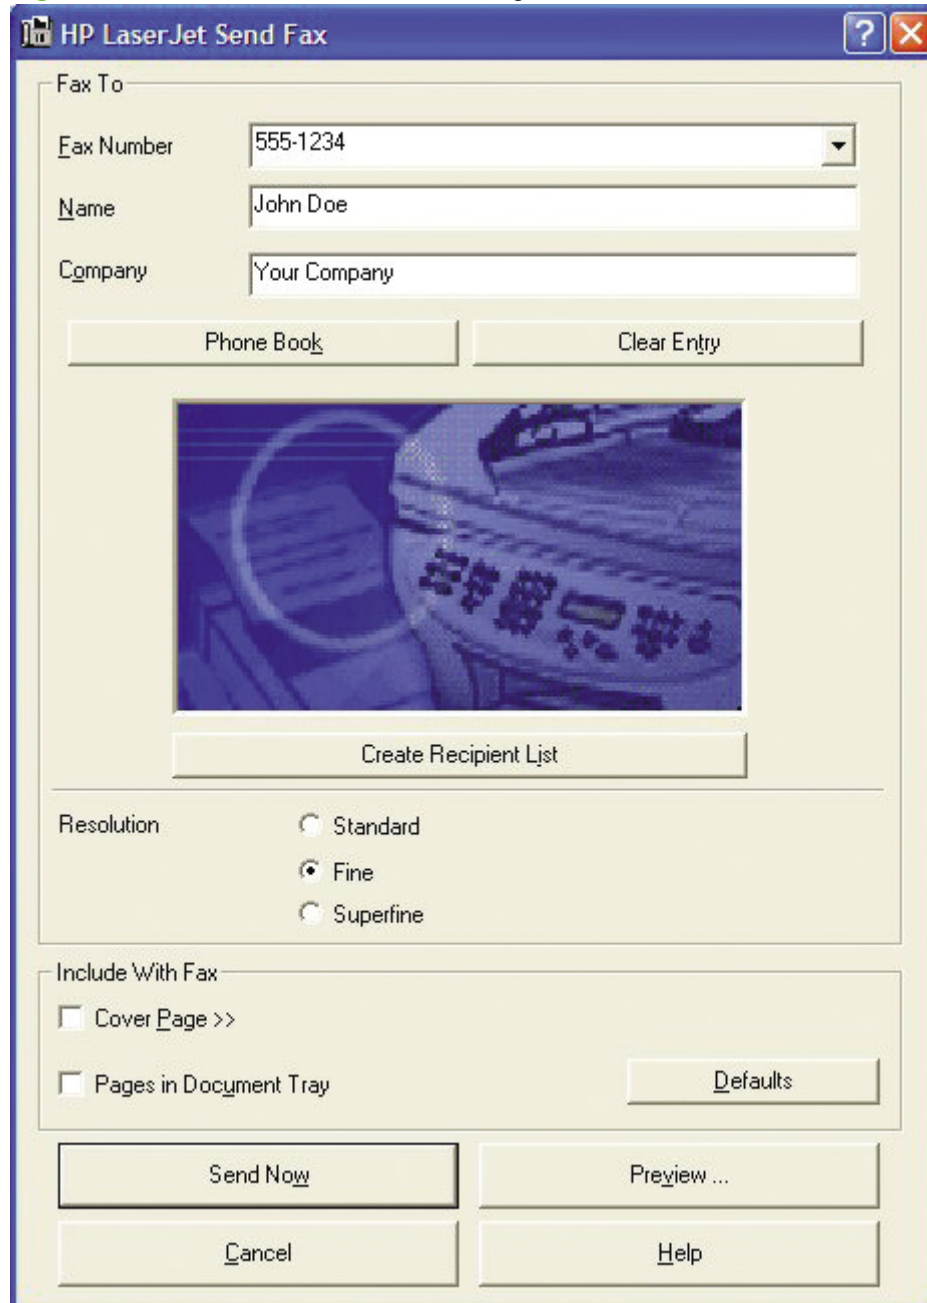 HP LaserJet Send Fax
Fax To
Fax Number 555-1234
Name John Doe
Company Your Company
Phone Book Clear Entry
Create Recipient List
Resolution Standard
Fine
Superfine
Include With Fax
Cover Page >>
Pages in Document Tray Defaults
Send Now Preview ...
Cancel Help